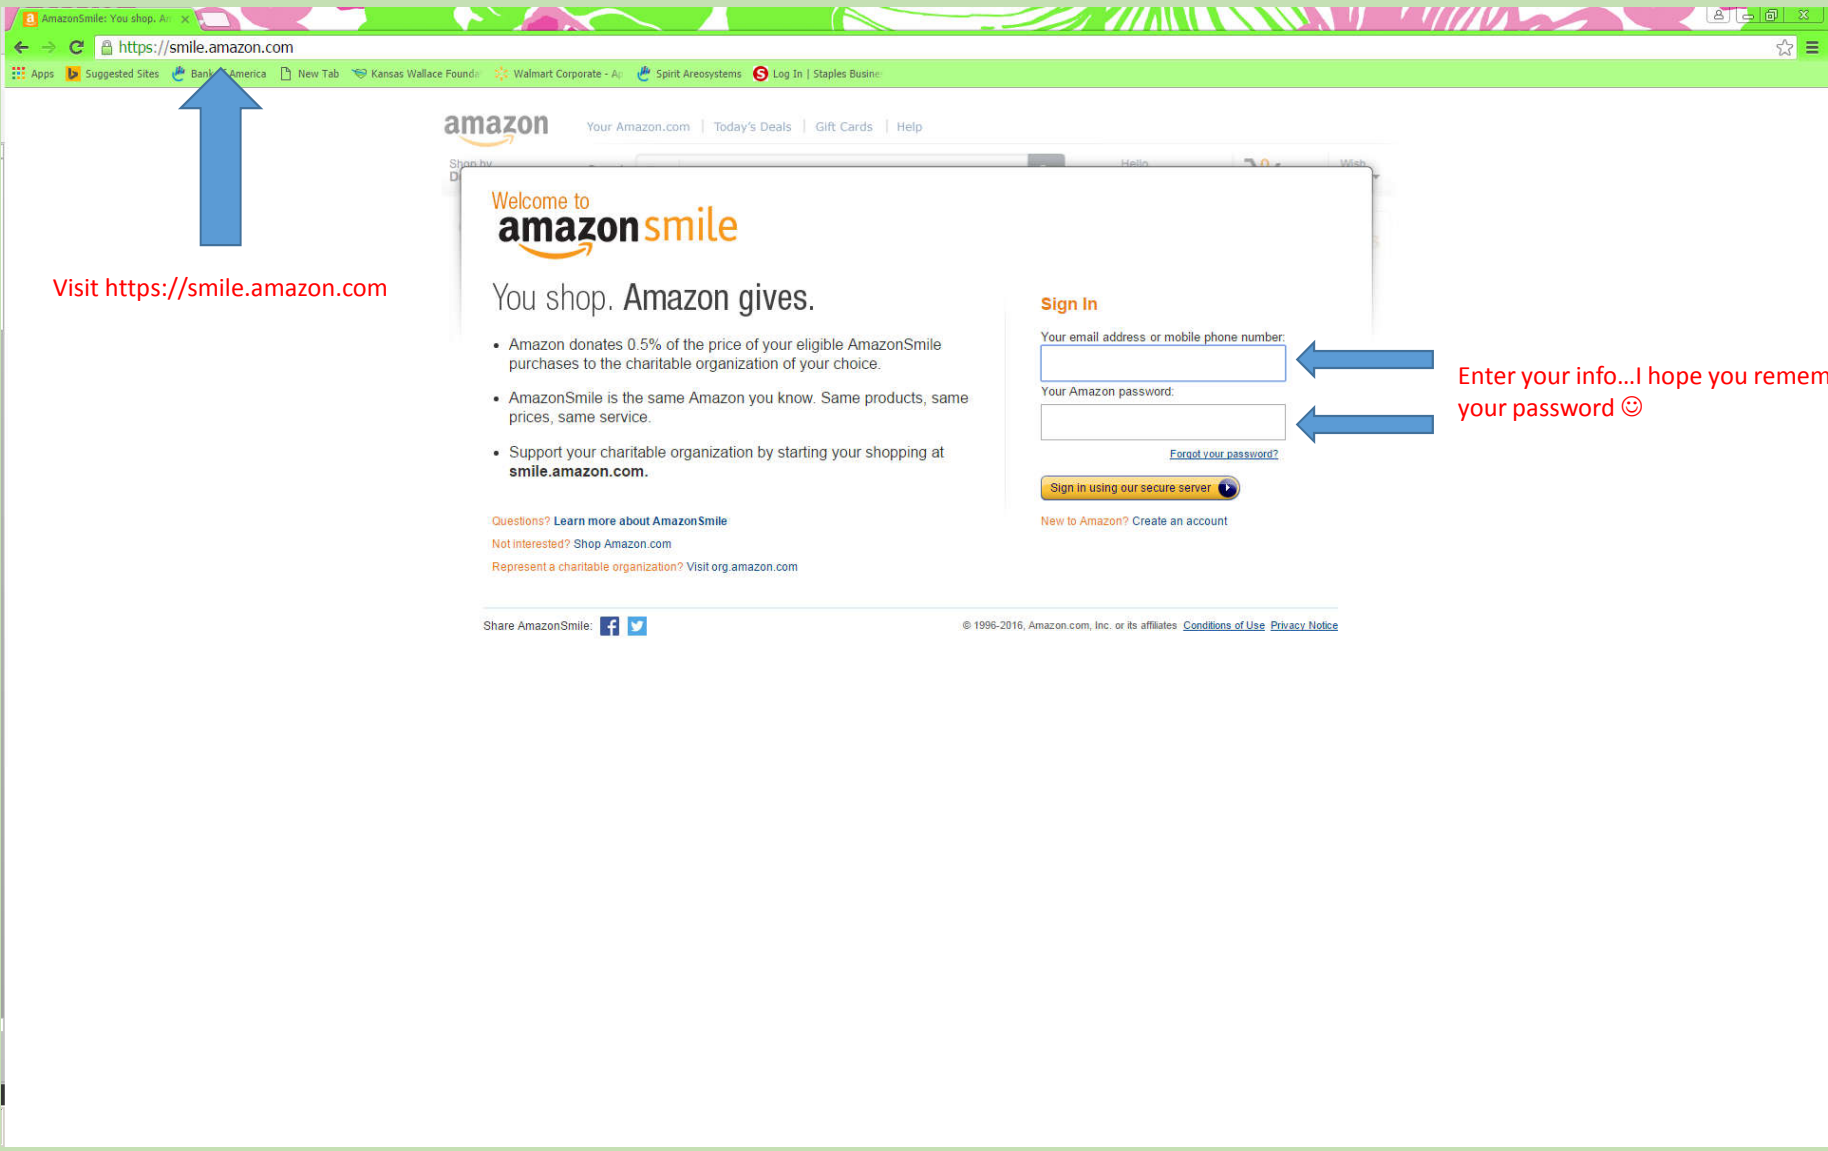 AmazonSmile: You shop. Am
https://smile.amazon.com
Apps Suggested Sites America New Tab Kansas Wallace Founda Walmart Corporate - Ap Spirit Areosystems Log In | Staples Busine
amazon Your Amazon.com Today's Deals Gift Cards Help
Shop by Hello Wish
Welcome to
amazonsmile
Visit https://smile.amazon.com
You shop. Amazon gives.
• Amazon donates 0.5% of the price of your eligible AmazonSmile
purchases to the charitable organization of your choice.
• AmazonSmile is the same Amazon you know. Same products, same
prices, same service.
• Support your charitable organization by starting your shopping at
smile.amazon.com.
Questions? Learn more about AmazonSmile
Not interested? Shop Amazon.com
Represent a charitable organization? Visit org.amazon.com
Sign In
Your email address or mobile phone number:
Your Amazon password:
Forgot your password?
Sign in using our secure server
New to Amazon? Create an account
Enter your info...I hope you remem
your password ☺
Share AmazonSmile:
© 1996-2016, Amazon.com, Inc. or its affiliates Conditions of Use Privacy Notice